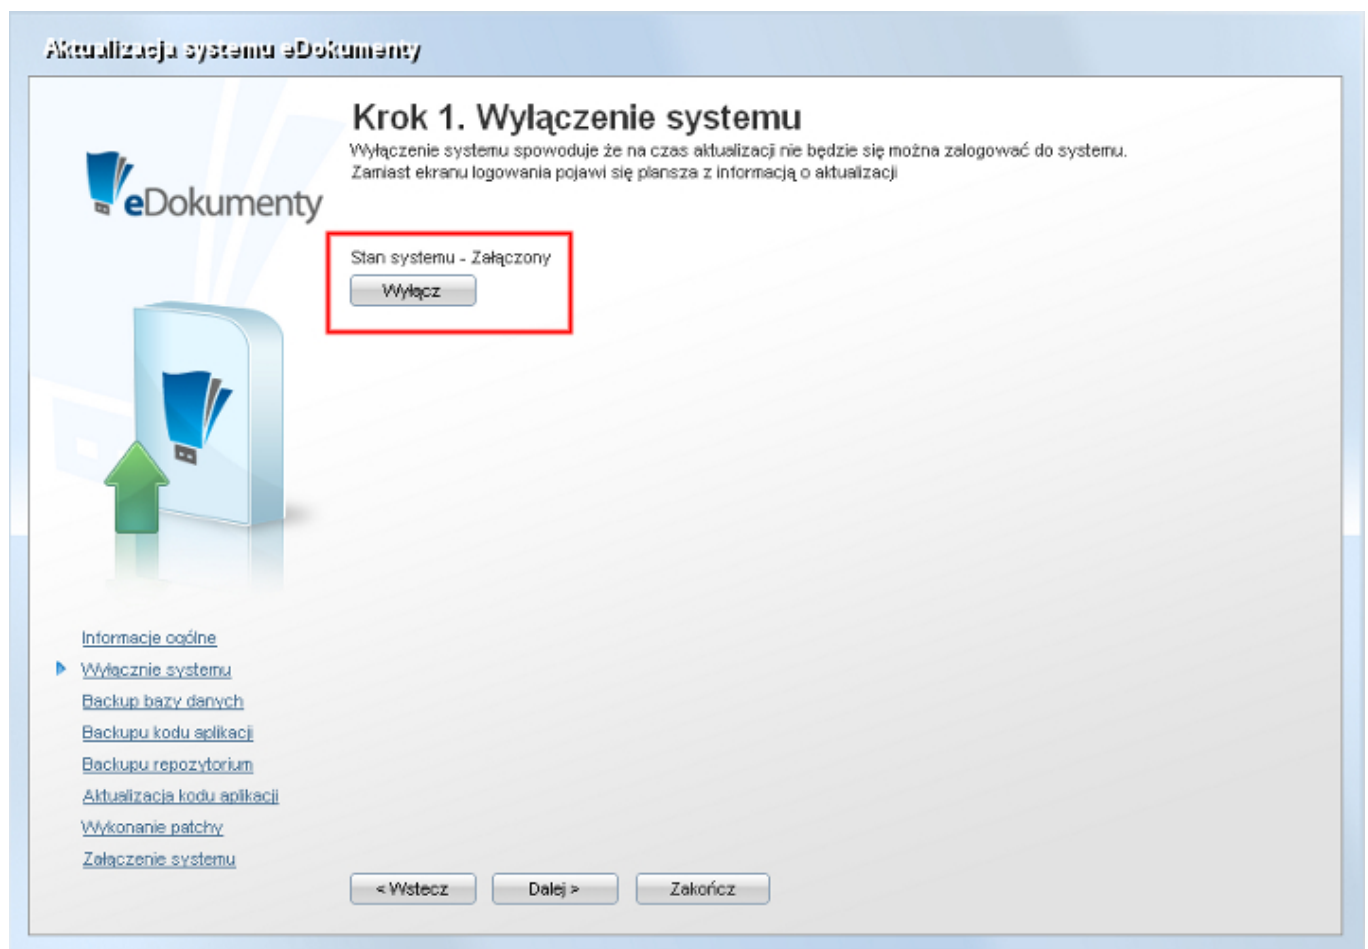 Aktualizacja systemu eDokumenty
Krok 1. Wyłączenie systemu
Wyłączenie systemu spowoduje że na czas aktualizacji nie będzie się można zalogować do systemu.
Zamiast ekranu logowania pojawi się plansza z informacją o aktualizacji
eDokumenty
Stan systemu - Załączony
Wyłącz
Informacje ogólne
Wyłącznie systemu
Backup bazy danych
Backupu kodu aplikacji
Backupu repozytorium
Aktualizacja kodu aplikacji
Wykonanie patchy
Załączenie systemu
< Wstecz Dalej > Zakończ